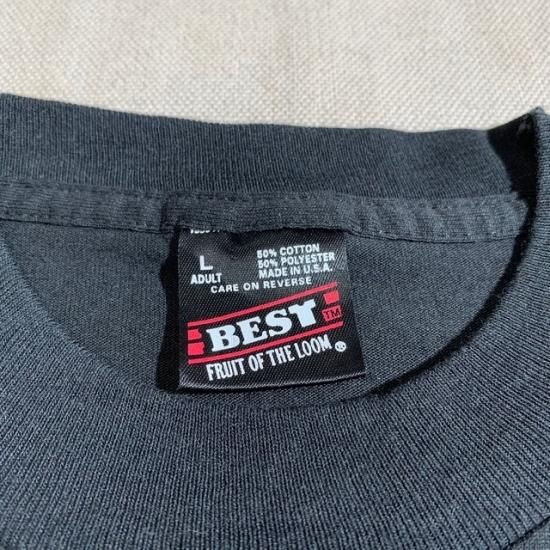 L
ADULT
50% COTTON
50% POLYESTER
MADE IN U.S.A.
CARE ON REVERSE
BEST TM
FRUIT OF THE LOOM ®